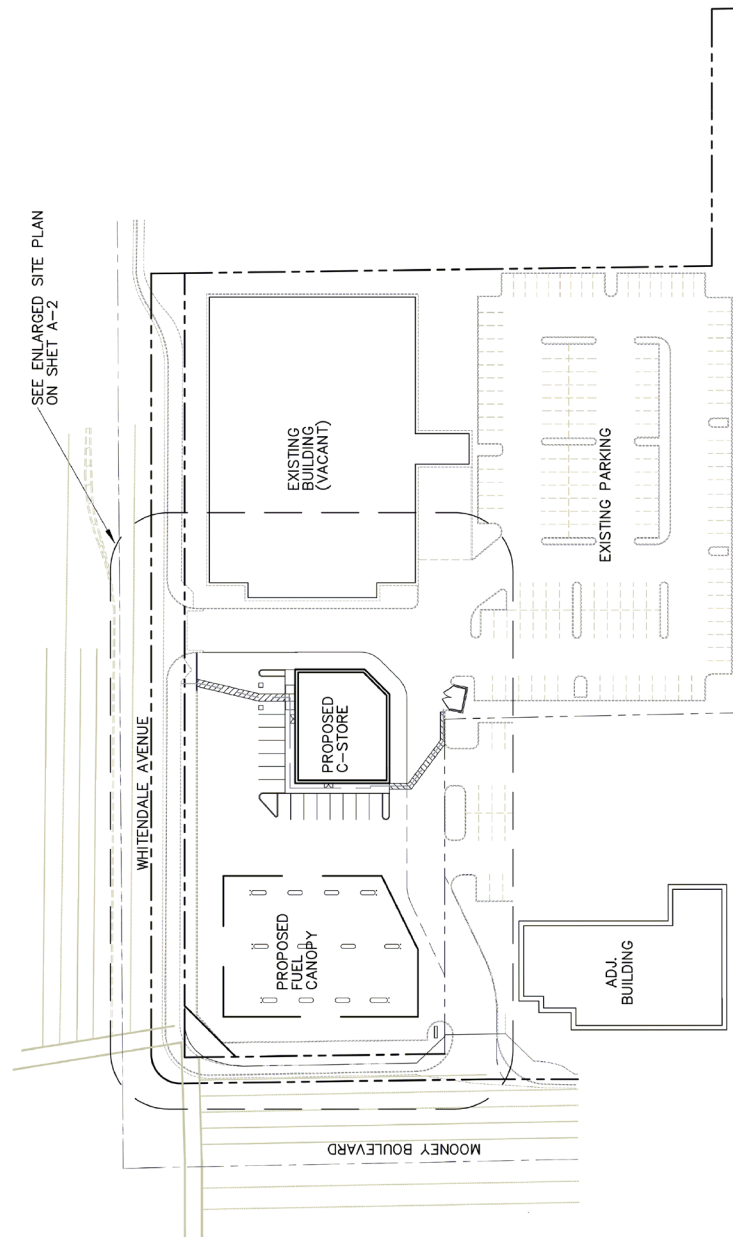 SEE ENLARGED SITE PLAN
ON SHET A-2
WHITENDALE AVENUE
EXISTING
BUILDING
(VACANT)
EXISTING PARKING
PROPOSED
C-STORE
PROPOSED
FUEL
CANOPY
ADJ.
BUILDING
MOONEY BOULEVARD